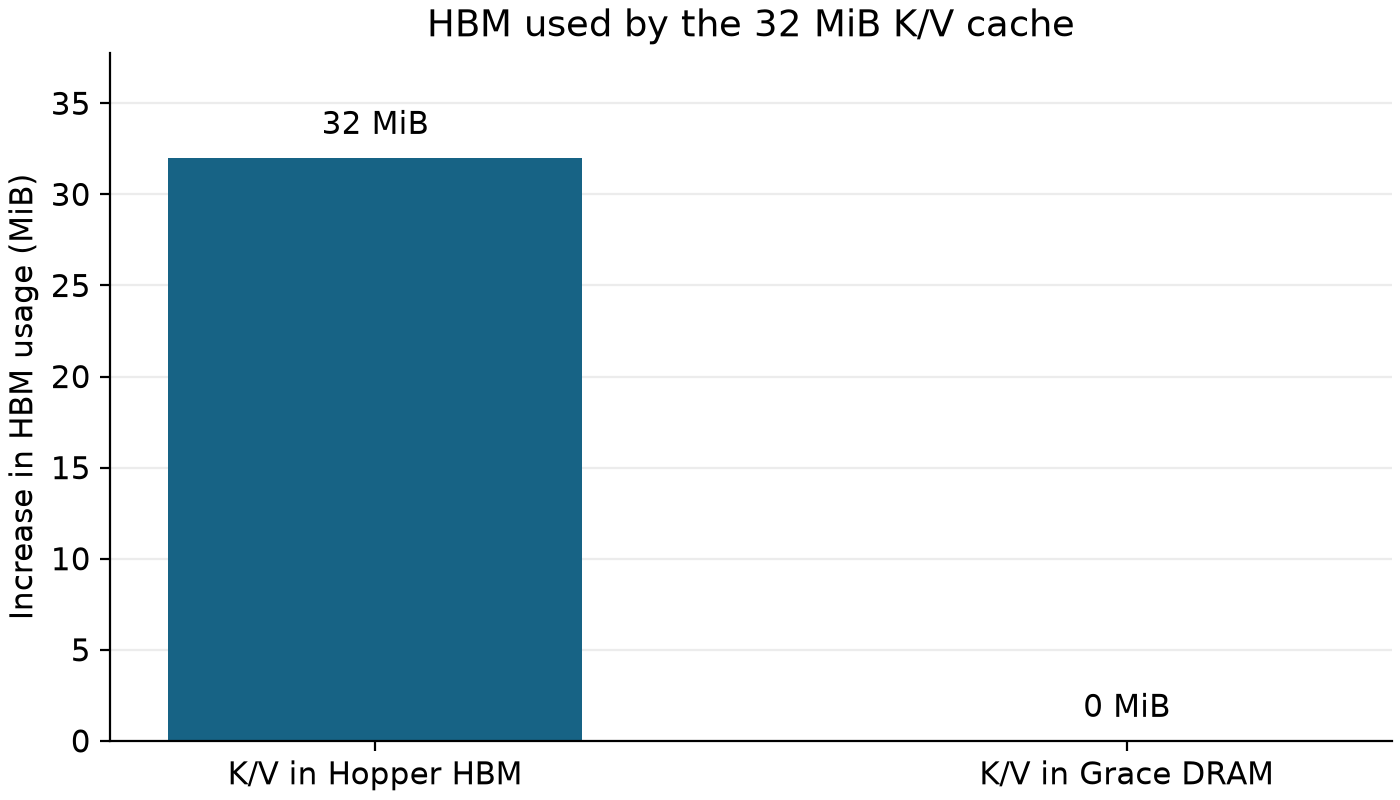 HBM used by the 32 MiB K/V cache
Increase in HBM usage (MiB)
35
30
25
20
15
10
5
0
32 MiB
0 MiB
K/V in Hopper HBM
K/V in Grace DRAM